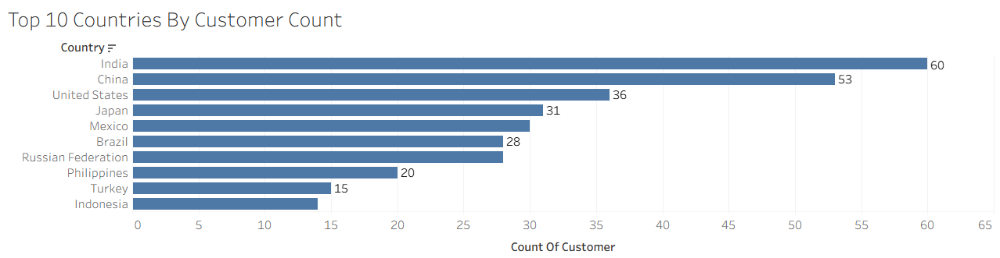 Top 10 Countries By Customer Count
Country
India 60
China 53
United States 36
Japan 31
Mexico
Brazil 28
Russian Federation
Philippines 20
Turkey 15
Indonesia
0 5 10 15 20 25 30 35 40 45 50 55 60 65
Count Of Customer